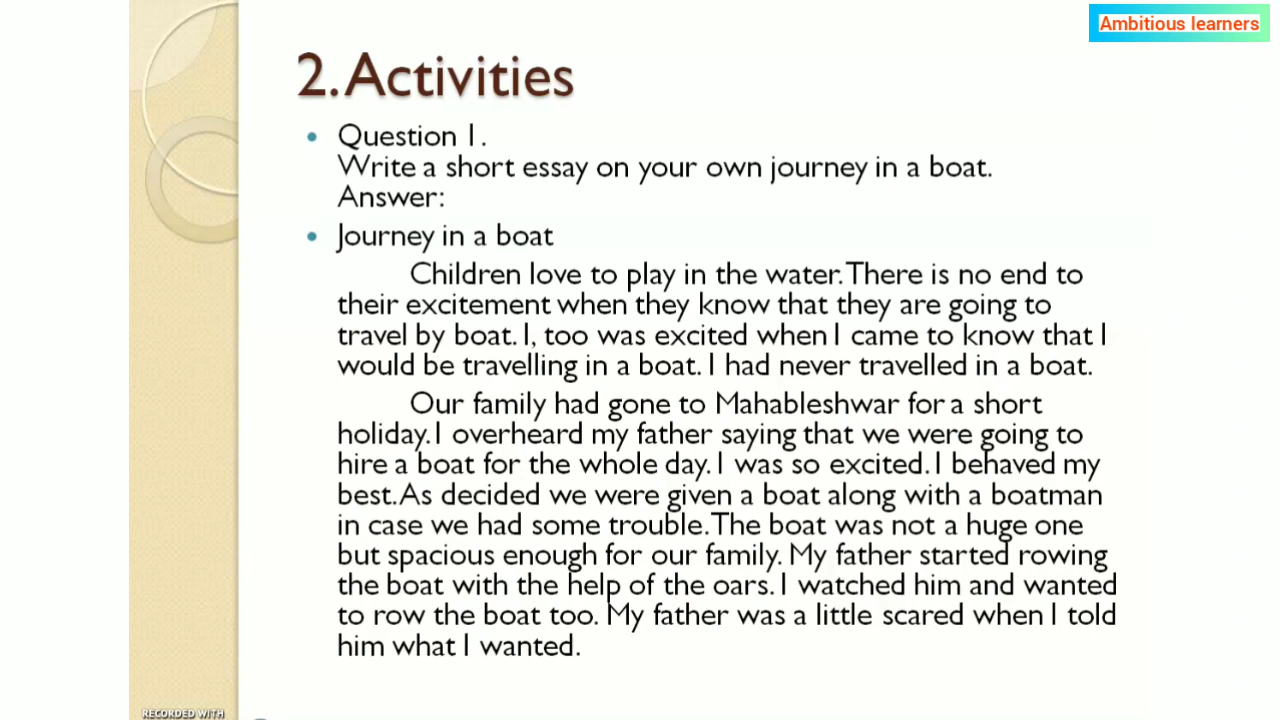 Ambitious learners
2. Activities
• Question 1.
Write a short essay on your own journey in a boat.
Answer:
• Journey in a boat
Children love to play in the water. There is no end to
their excitement when they know that they are going to
travel by boat. I, too was excited when I came to know that I
would be travelling in a boat. I had never travelled in a boat.
Our family had gone to Mahableshwar for a short
holiday. I overheard my father saying that we were going to
hire a boat for the whole day. I was so excited. I behaved my
best. As decided we were given a boat along with a boatman
in case we had some trouble. The boat was not a huge one
but spacious enough for our family. My father started rowing
the boat with the help of the oars. I watched him and wanted
to row the boat too. My father was a little scared when I told
him what I wanted.
RECORDED WITH